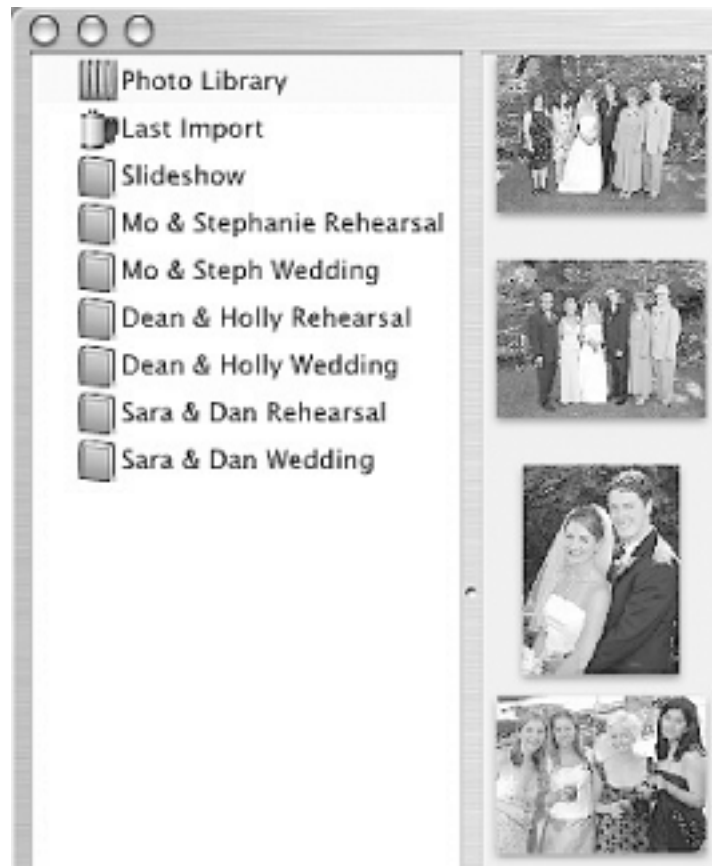 Photo Library
Last Import
Slideshow
Mo & Stephanie Rehearsal
Mo & Steph Wedding
Dean & Holly Rehearsal
Dean & Holly Wedding
Sara & Dan Rehearsal
Sara & Dan Wedding